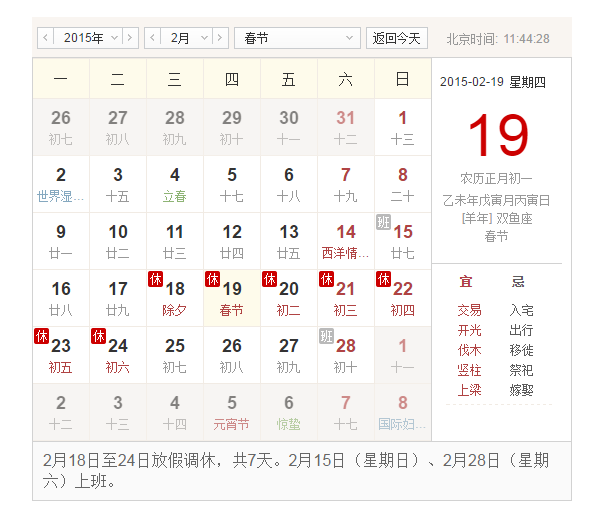 2015年 2月 春节 返回今天 北京时间: 11:44:28
一 二 三 四 五 六 日
26 27 28 29 30 31 1
初七 初八 初九 初十 十一 十二 十三
2 3 4 5 6 7 8
世界湿... 十五 立春 十七 十八 十九 二十
班
9 10 11 12 13 14 15
廿一 廿二 廿三 廿四 廿五 西洋情... 廿七
休 休 休 休 休
16 17 18 19 20 21 22
廿八 廿九 除夕 春节 初二 初三 初四
休 休 班
23 24 25 26 27 28 1
初五 初六 初七 初八 初九 初十 十一
2 3 4 5 6 7 8
十二 十三 十四 元宵节 惊蛰 十七 国际妇...
2015-02-19 星期四
19
农历正月初一
乙未年戊寅月丙寅日
[羊年] 双鱼座
春节
宜 忌
交易 入宅
开光 出行
伐木 移徙
竖柱 祭祀
上梁 嫁娶
2月18日至24日放假调休，共7天。2月15日（星期日）、2月28日（星期
六）上班。